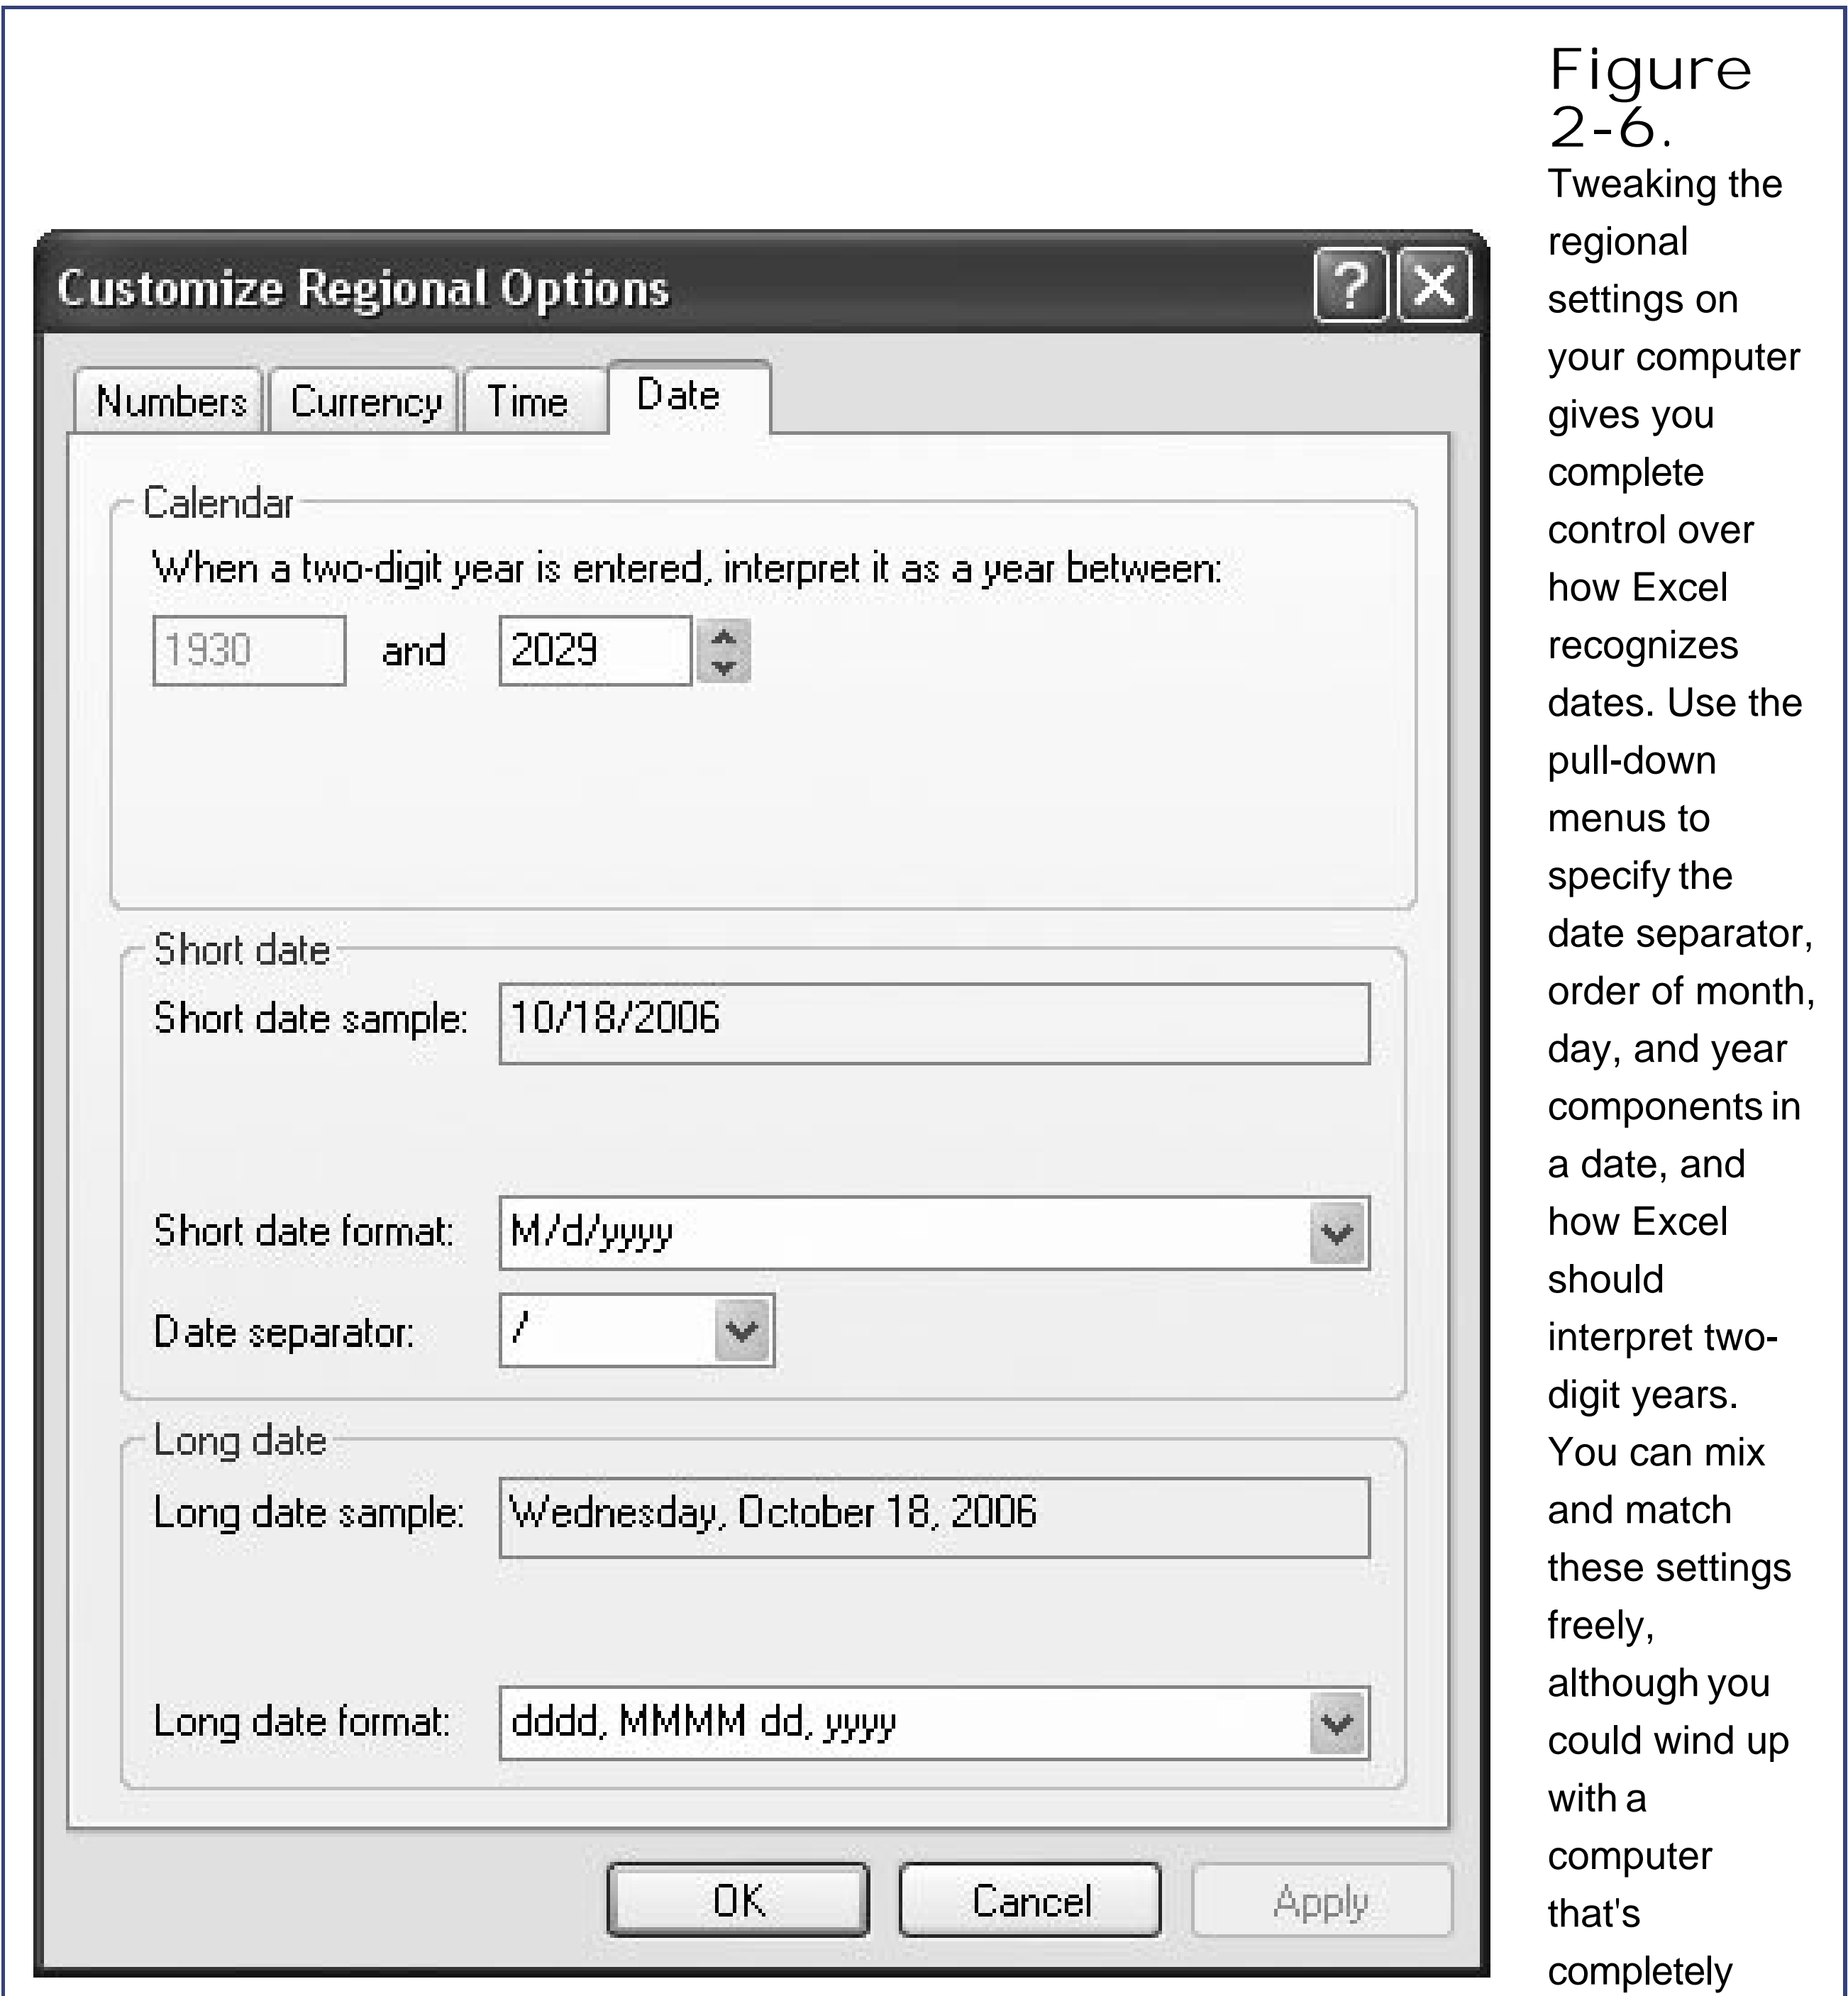 Figure
2-6.
Tweaking the
regional
settings on
your computer
gives you
complete
control over
how Excel
recognizes
dates. Use the
pull-down
menus to
specify the
date separator,
order of month,
day, and year
components in
a date, and
how Excel
should
interpret two-
digit years.
You can mix
and match
these settings
freely,
although you
could wind up
with a
computer
that's
completely
Customize Regional Options
Numbers Currency Time Date
Calendar
When a two-digit year is entered, interpret it as a year between:
1930 and 2029
Short date
Short date sample: 10/18/2006
Short date format: M/d/yyyy
Date separator: /
Long date
Long date sample: Wednesday, October 18, 2006
Long date format: dddd, MMMM dd, yyyy
OK Cancel Apply